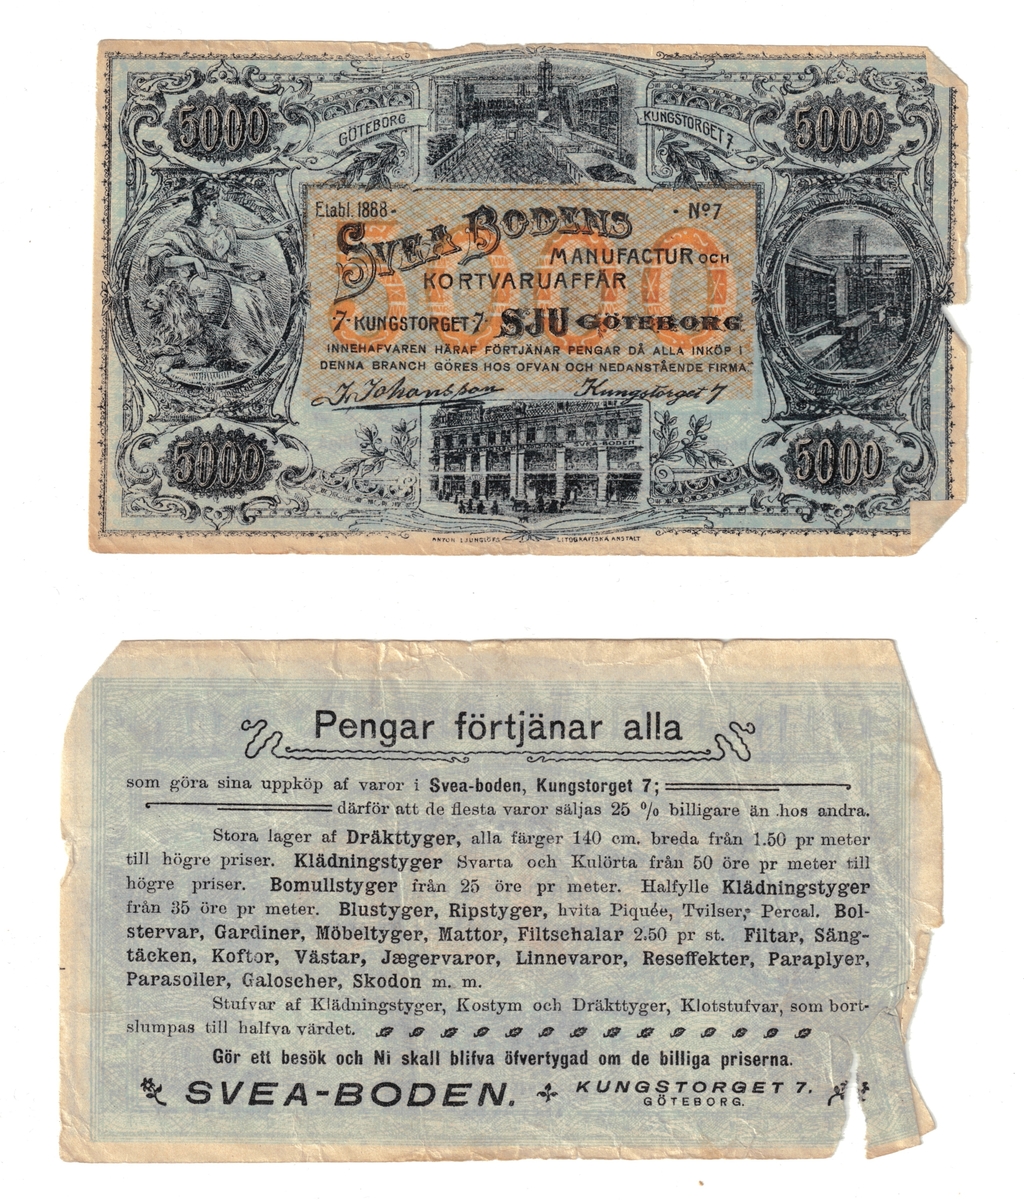 5000
GÖTEBORG
KUNGSTORGET 7.
5000
Etabl. 1888 -
· No 7
5000
SVEA BODENS
MANUFACTUR OCH
KORTVARUAFFÄR
7 · KUNGSTORGET 7 · SJU GÖTEBORG
INNEHAFVAREN HÄRAF FÖRTJÄNAR PENGAR DÅ ALLA INKÖP I
DENNA BRANCH GÖRES HOS OFVAN OCH NEDANSTÅENDE FIRMA.
Johansson Kungstorget 7
5000
SVEA BODEN
5000
ANTON LJUNGLÖFS LITOGRAFISKA ANSTALT
Pengar förtjänar alla
som göra sina uppköp af varor i Svea-boden, Kungstorget 7;
därför att de flesta varor säljas 25 % billigare än hos andra.
Stora lager af Dräkttyger, alla färger 140 cm. breda från 1.50 pr meter
till högre priser. Klädningstyger Svarta och Kulörta från 50 öre pr meter till
högre priser. Bomullstyger från 25 öre pr meter. Halfylle Klädningstyger
från 35 öre pr meter. Blustyger, Ripstyger, hvita Piquée, Tvilser, Percal. Bol-
stervar, Gardiner, Möbeltyger, Mattor, Filtschalar 2.50 pr st. Filtar, Säng-
täcken, Koftor, Västar, Jægervaror, Linnevaror, Reseffekter, Paraplyer,
Parasoller, Galoscher, Skodon m. m.
Stufvar af Klädningstyger, Kostym och Dräkttyger, Klotstufvar, som bort-
slumpas till halfva värdet.
Gör ett besök och Ni skall blifva öfvertygad om de billiga priserna.
SVEA-BODEN. KUNGSTORGET 7.
GÖTEBORG.